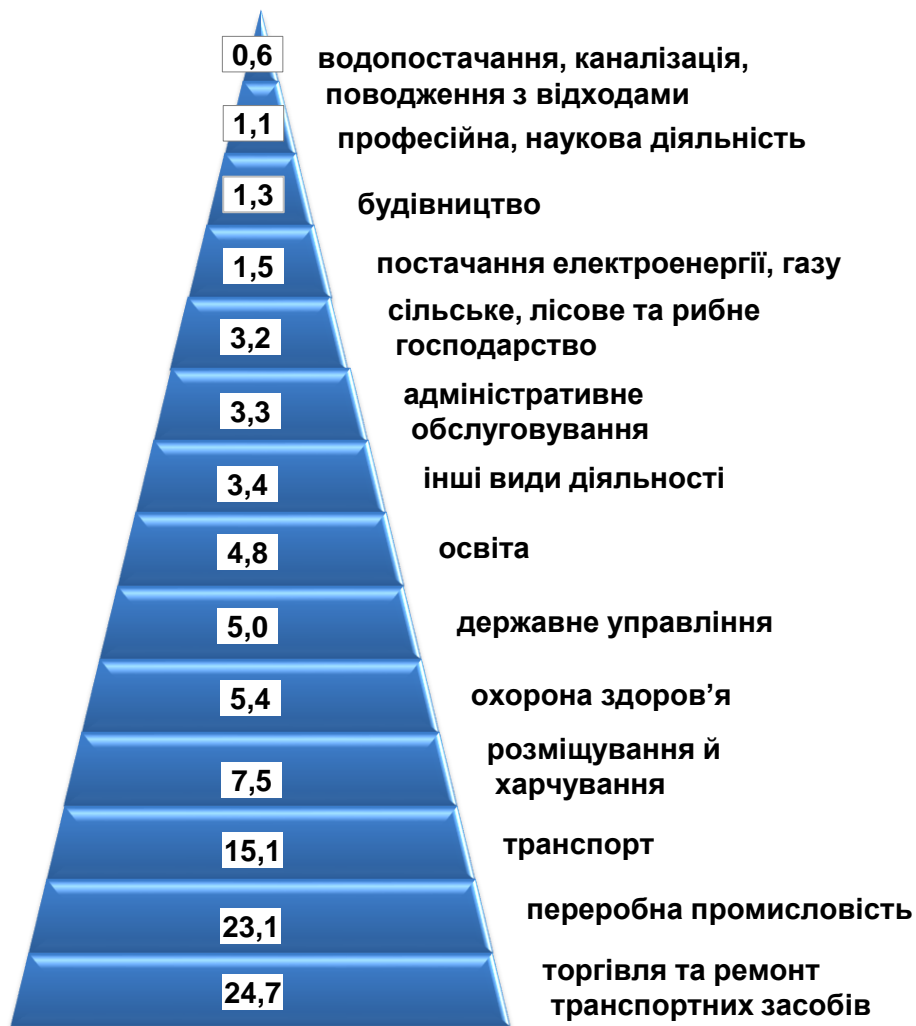 0,6
водопостачання, каналізація,
поводження з відходами
1,1
професійна, наукова діяльність
1,3
будівництво
1,5
постачання електроенергії, газу
3,2
сільське, лісове та рибне
господарство
3,3
адміністративне
обслуговування
3,4
інші види діяльності
4,8
освіта
5,0
державне управління
5,4
охорона здоров’я
7,5
розміщування й
харчування
15,1
транспорт
23,1
переробна промисловість
24,7
торгівля та ремонт
транспортних засобів